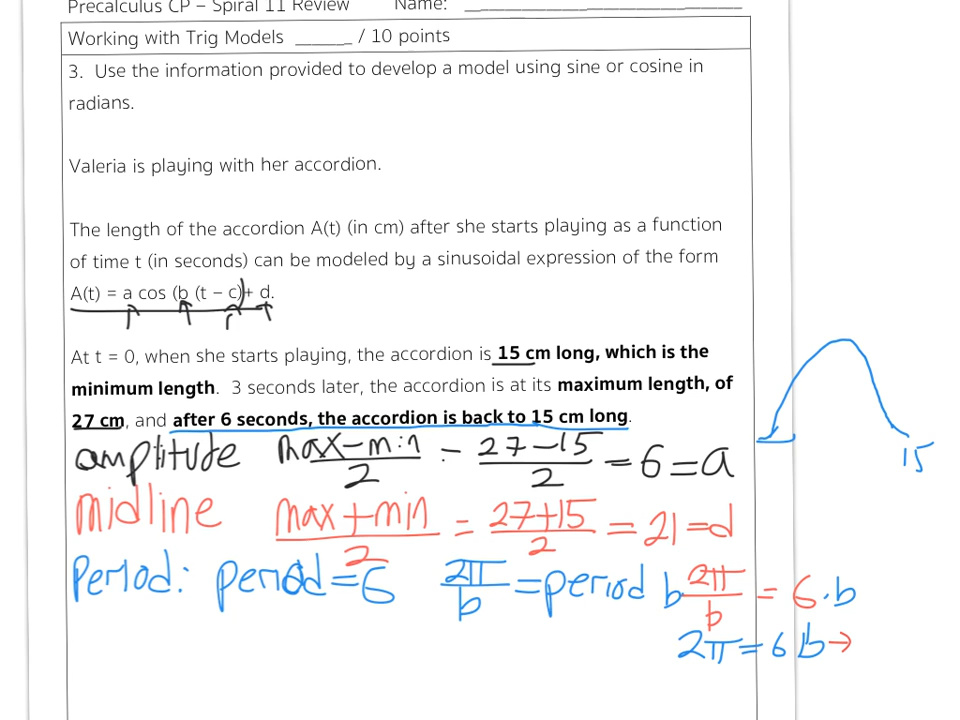 Precalculus CP – Spiral 11 Review Name: ________________
Working with Trig Models ______ / 10 points
3. Use the information provided to develop a model using sine or cosine in
radians.
Valeria is playing with her accordion.
The length of the accordion A(t) (in cm) after she starts playing as a function
of time t (in seconds) can be modeled by a sinusoidal expression of the form
A(t) = a cos (b (t – c)) + d.
At t = 0, when she starts playing, the accordion is 15 cm long, which is the
minimum length. 3 seconds later, the accordion is at its maximum length, of
27 cm, and after 6 seconds, the accordion is back to 15 cm long.
amplitude max-min/2 = 27-15/2 = 6 = a
15
midline max+min/2 = 27+15/2 = 21 = d
Period: period = 6 2π/b = period b 2π/b = 6·b
2π = 6b →